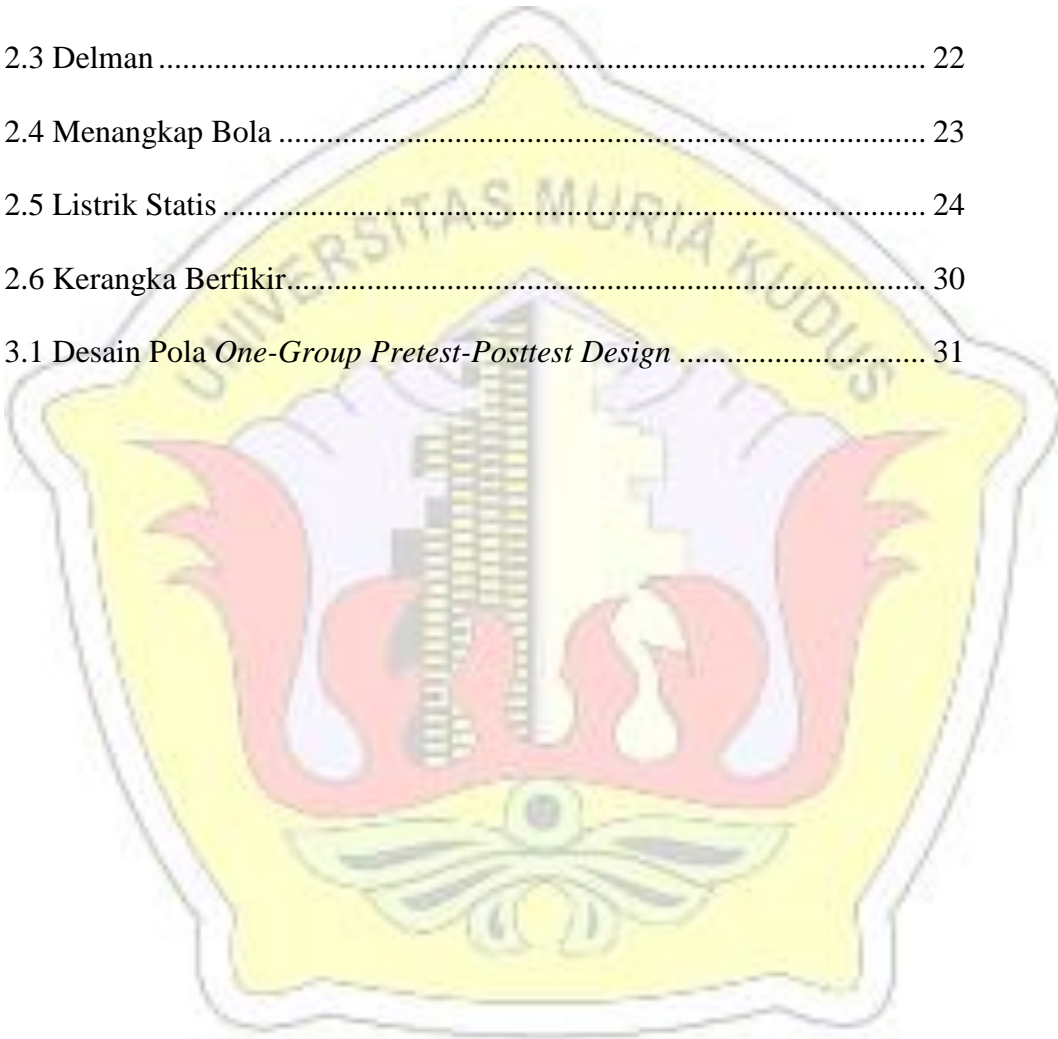 2.3 Delman ................................................................................................ 22
2.4 Menangkap Bola ................................................................................. 23
2.5 Listrik Statis ........................................................................................ 24
2.6 Kerangka Berfikir................................................................................ 30
3.1 Desain Pola One-Group Pretest-Posttest Design ............................... 31
UNIVERSITAS MURIA KUDUS